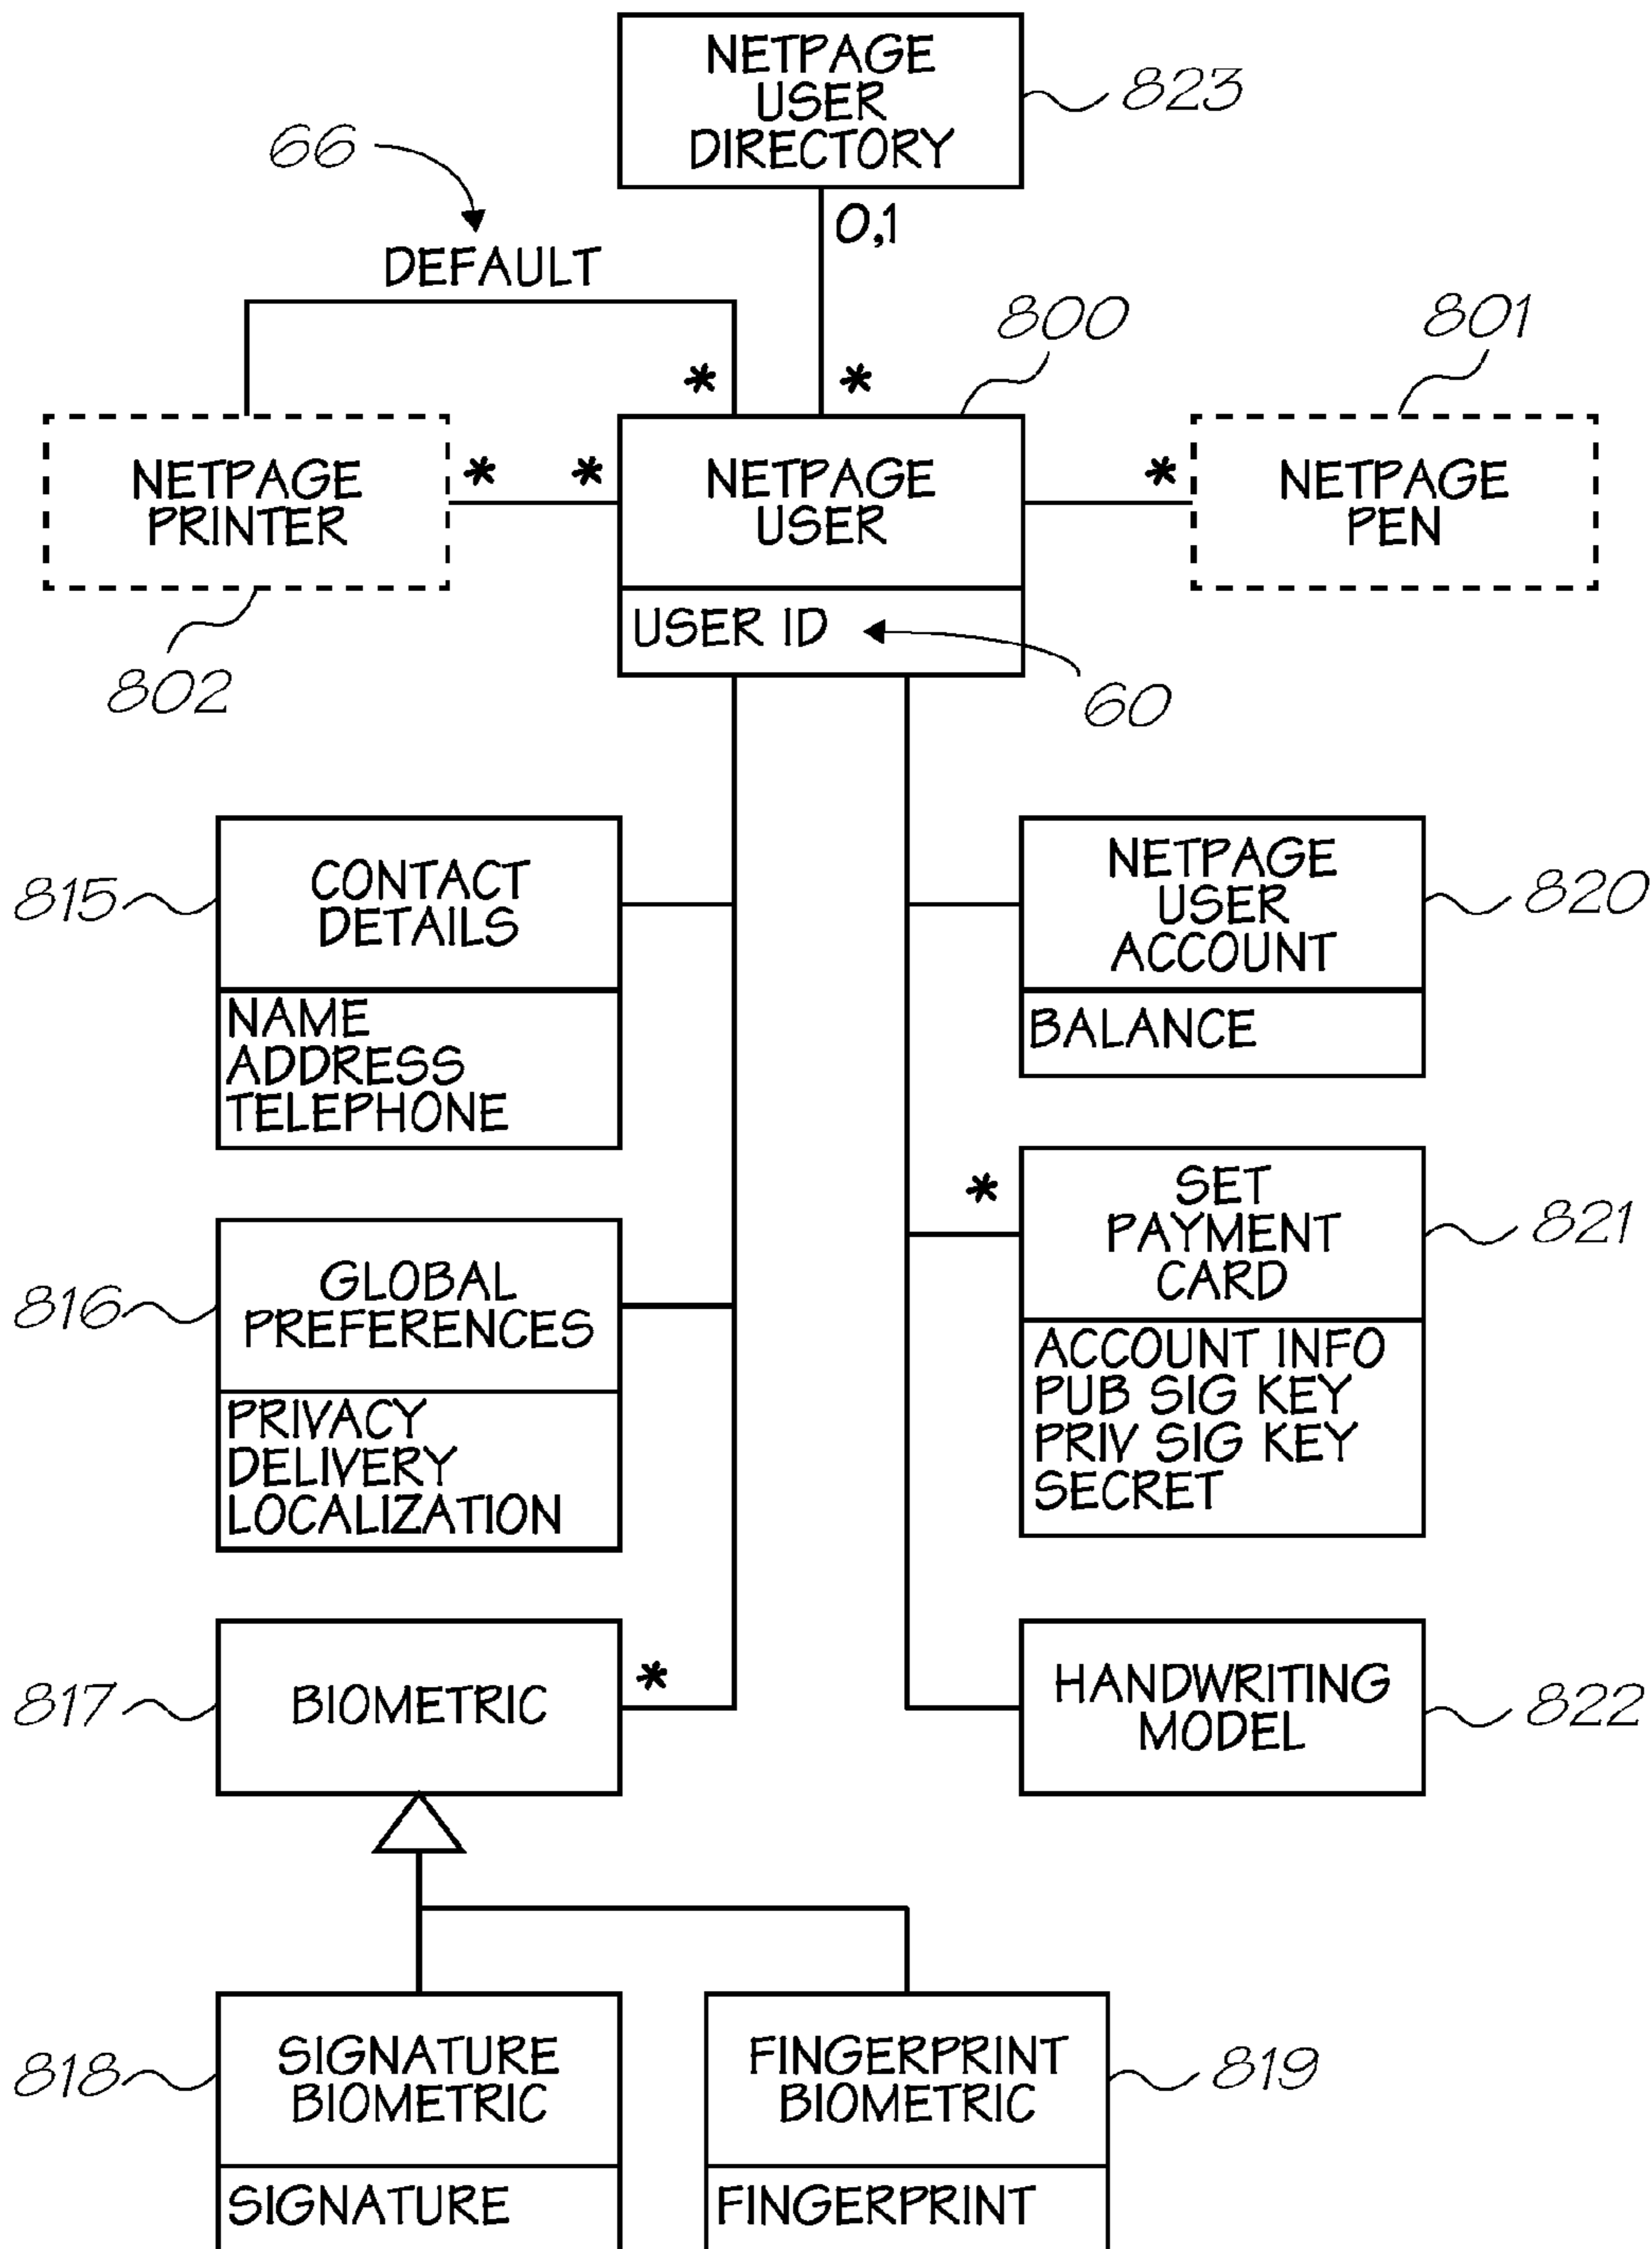 NETPAGE
USER
DIRECTORY
823
66
0,1
DEFAULT
800
801
*
*
NETPAGE
PRINTER
*
*
NETPAGE
USER
*
NETPAGE
PEN
USER ID
802
60
815
CONTACT
DETAILS
NAME
ADDRESS
TELEPHONE
NETPAGE
USER
ACCOUNT
820
BALANCE
816
GLOBAL
PREFERENCES
PRIVACY
DELIVERY
LOCALIZATION
*
SET
PAYMENT
CARD
821
ACCOUNT INFO
PUB SIG KEY
PRIV SIG KEY
SECRET
817
BIOMETRIC
*
HANDWRITING
MODEL
822
818
SIGNATURE
BIOMETRIC
SIGNATURE
FINGERPRINT
BIOMETRIC
819
FINGERPRINT